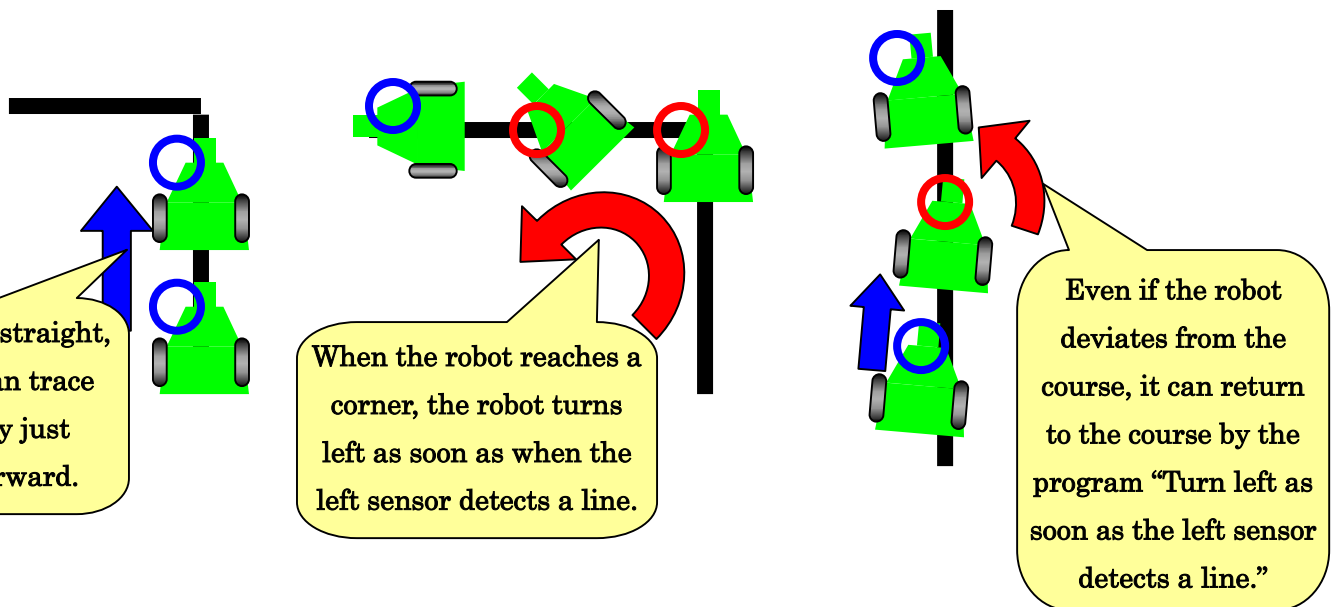 straight,
trace
just
When the robot reaches a
corner, the robot turns
left as soon as when the
left sensor detects a line.
Even if the robot
deviates from the
course, it can return
to the course by the
program “Turn left as
soon as the left sensor
detects a line.”